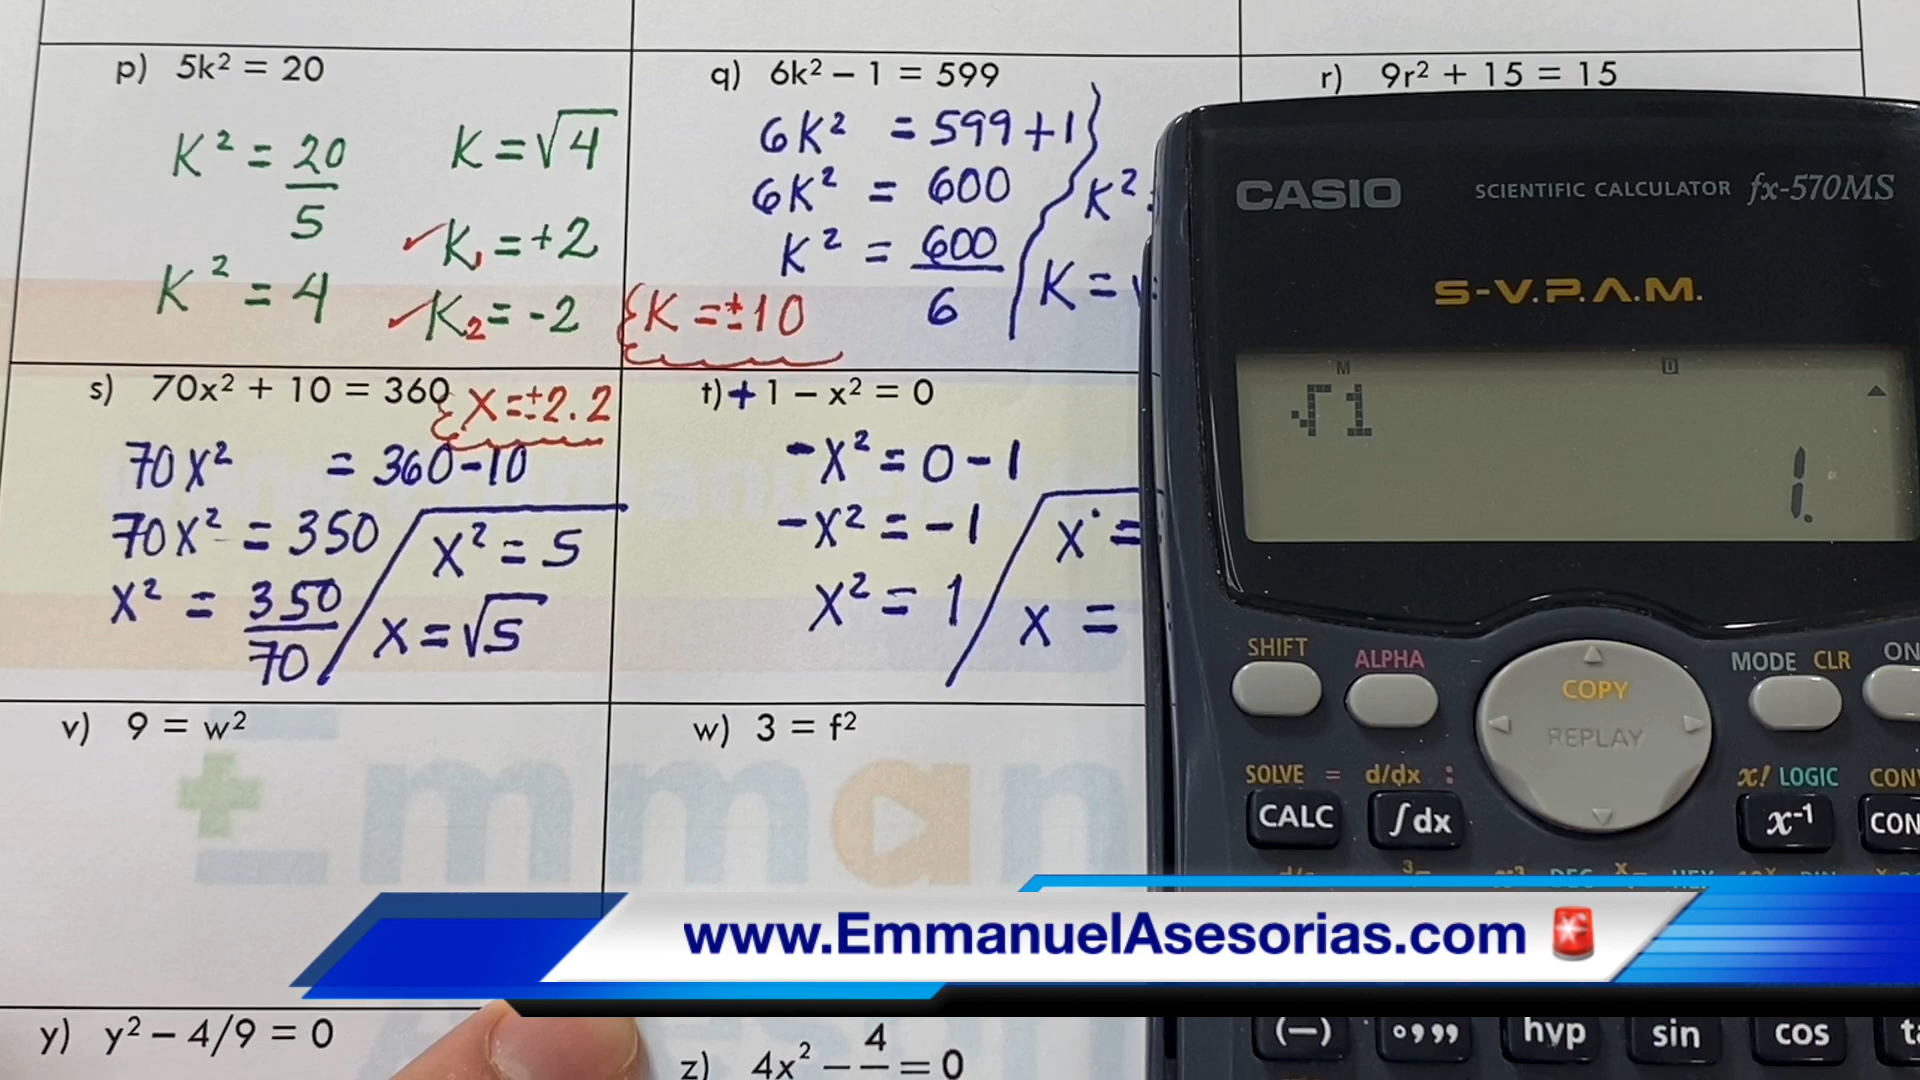 p) 5k² = 20
K² = 20/5
K² = 4
K = √4
K₁ = +2
K₂ = -2
q) 6k² – 1 = 599
6K² = 599 + 1
6K² = 600
K² = 600/6
K²
K =
K = ±10
r) 9r² + 15 = 15
s) 70x² + 10 = 360
X = ±2.2
70X² = 360 - 10
70X² = 350
X² = 350/70
X² = 5
X = √5
t) + 1 – x² = 0
-X² = 0 - 1
-X² = -1
X² = 1
X =
X =
v) 9 = w²
w) 3 = f²
y) y² – 4/9 = 0
z) 4x² – 4 = 0
CASIO SCIENTIFIC CALCULATOR fx-570MS
S-V.P.A.M.
M D
√1
1.
SHIFT ALPHA MODE CLR ON
COPY
REPLAY
SOLVE = d/dx : x! LOGIC
CALC ∫dx x⁻¹ CON
(–) °,,, hyp sin cos
www.EmmanuelAsesorias.com
emman